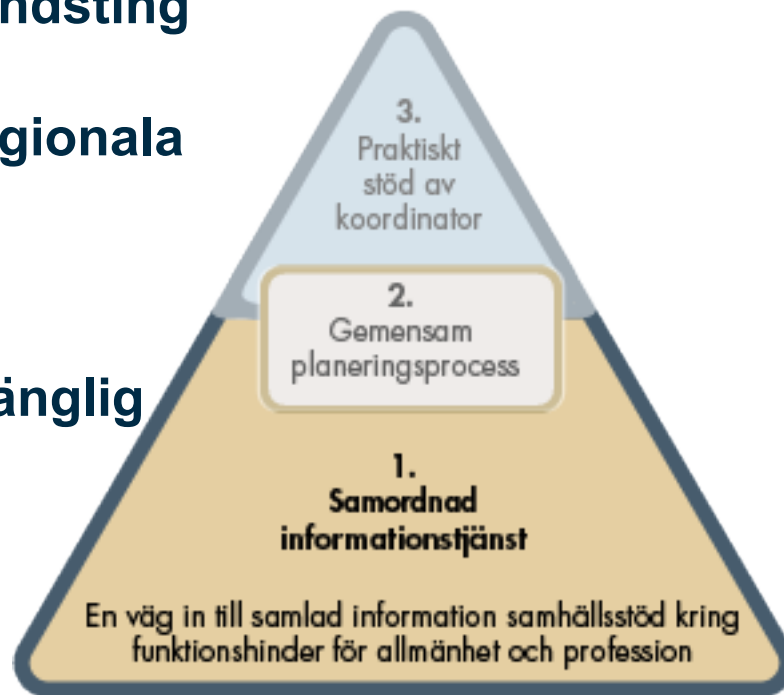 ndsting
gionala
änglig
3.
Praktiskt
stöd av
koordinator
2.
Gemensam
planeringsprocess
1.
Samordnad
informationstjänst
En väg in till samlad information samhällsstöd kring
funktionshinder för allmänhet och profession